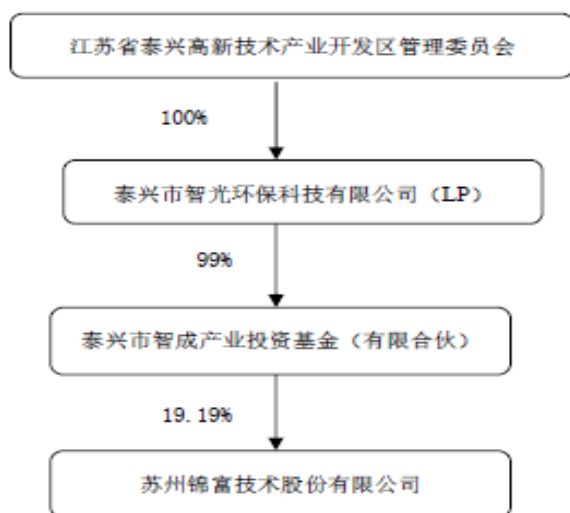 江苏省泰兴高新技术产业开发区管理委员会
100%
泰兴市智光环保科技有限公司（LP）
99%
泰兴市智成产业投资基金（有限合伙）
19.19%
苏州锦富技术股份有限公司